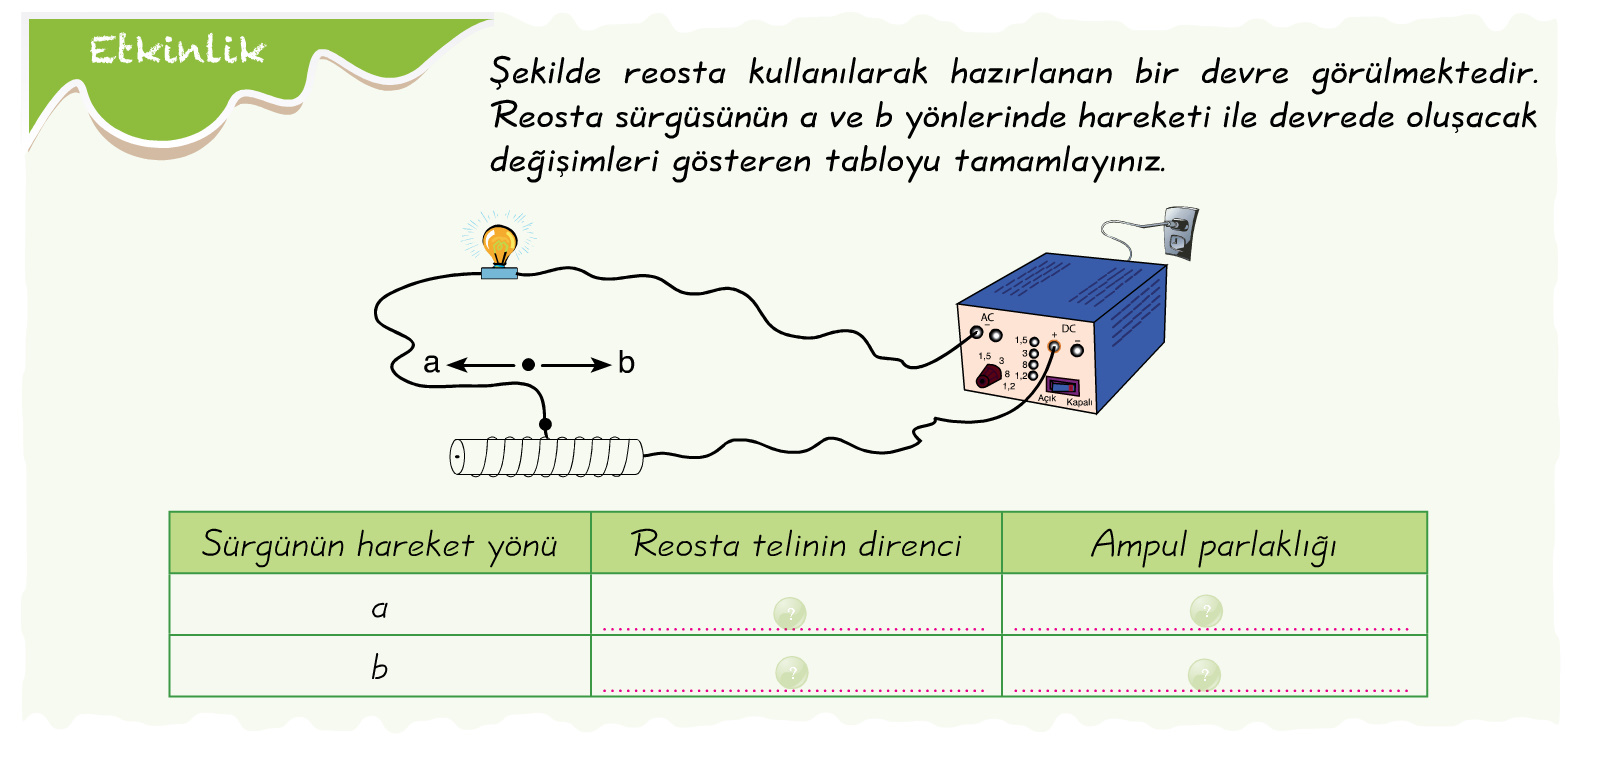 Etkinlik
Şekilde reosta kullanılarak hazırlanan bir devre görülmektedir.
Reosta sürgüsünün a ve b yönlerinde hareketi ile devrede oluşacak
değişimleri gösteren tabloyu tamamlayınız.
a
b
AC
DC
+
1,5
3
8
1,2
1,5
3
8
1,2
Açık
Kapalı
Sürgünün hareket yönü
Reosta telinin direnci
Ampul parlaklığı
a
?
?
b
?
?